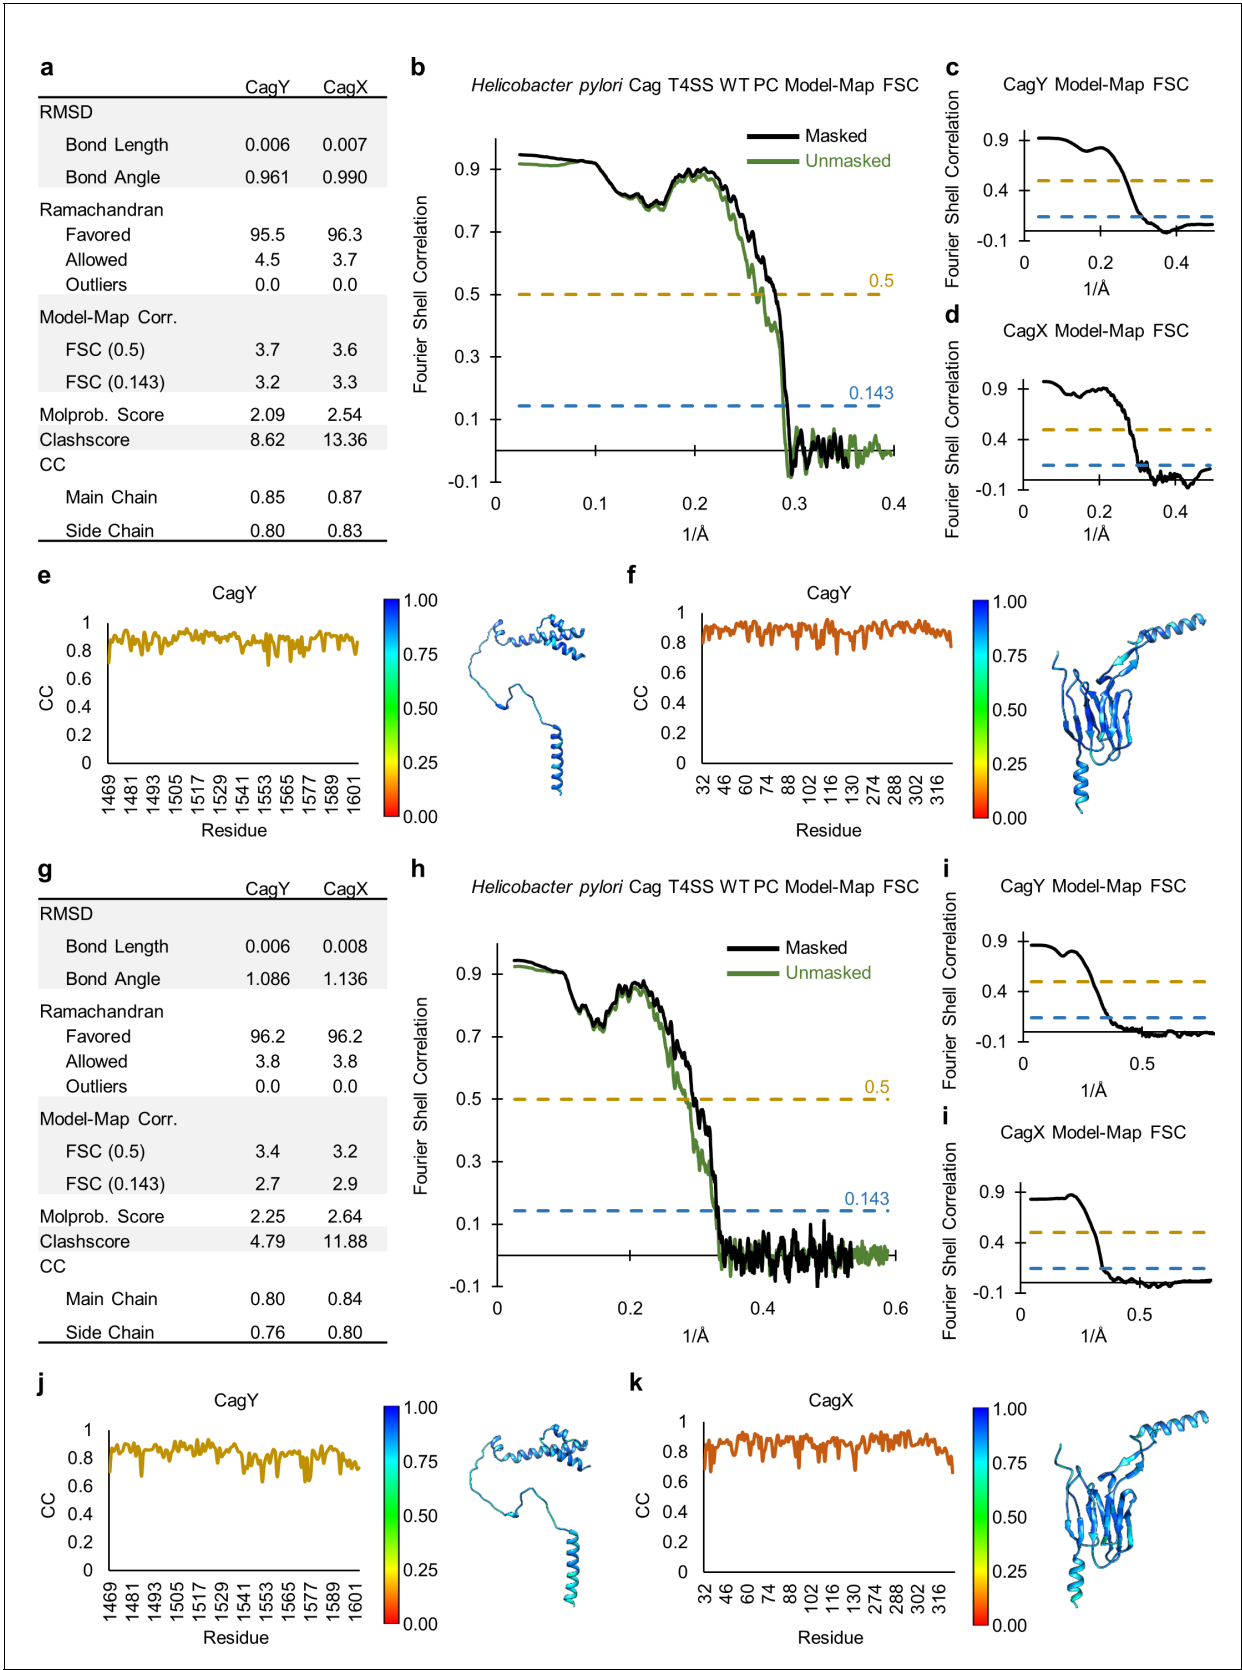 a
CagY CagX
RMSD
Bond Length 0.006 0.007
Bond Angle 0.961 0.990
Ramachandran
Favored 95.5 96.3
Allowed 4.5 3.7
Outliers 0.0 0.0
Model-Map Corr.
FSC (0.5) 3.7 3.6
FSC (0.143) 3.2 3.3
Molprob. Score 2.09 2.54
Clashscore 8.62 13.36
CC
Main Chain 0.85 0.87
Side Chain 0.80 0.83
b
Helicobacter pylori Cag T4SS WT PC Model-Map FSC
Masked
Unmasked
Fourier Shell Correlation
0.9
0.7
0.5
0.3
0.1
-0.1
0.5
0.143
0 0.1 0.2 0.3 0.4
1/Å
c
CagY Model-Map FSC
Fourier Shell Correlation
0.9
0.4
-0.1
0 0.2 0.4
1/Å
d
CagX Model-Map FSC
Fourier Shell Correlation
0.9
0.4
-0.1
0 0.2 0.4
1/Å
e
CagY
CC
1
0.8
0.6
0.4
0.2
0
1469 1481 1493 1505 1517 1529 1541 1553 1565 1577 1589 1601
Residue
1.00
0.75
0.50
0.25
0.00
f
CagY
CC
1
0.8
0.6
0.4
0.2
0
32 46 60 74 88 102 116 130 274 288 302 316
Residue
1.00
0.75
0.50
0.25
0.00
g
CagY CagX
RMSD
Bond Length 0.006 0.008
Bond Angle 1.086 1.136
Ramachandran
Favored 96.2 96.2
Allowed 3.8 3.8
Outliers 0.0 0.0
Model-Map Corr.
FSC (0.5) 3.4 3.2
FSC (0.143) 2.7 2.9
Molprob. Score 2.25 2.64
Clashscore 4.79 11.88
CC
Main Chain 0.80 0.84
Side Chain 0.76 0.80
h
Helicobacter pylori Cag T4SS WT PC Model-Map FSC
Masked
Unmasked
Fourier Shell Correlation
0.9
0.7
0.5
0.3
0.1
-0.1
0.5
0.143
0 0.2 0.4 0.6
1/Å
i
CagY Model-Map FSC
Fourier Shell Correlation
0.9
0.4
-0.1
0 0.5
1/Å
i
CagX Model-Map FSC
Fourier Shell Correlation
0.9
0.4
-0.1
0 0.5
1/Å
j
CagY
CC
1
0.8
0.6
0.4
0.2
0
1469 1481 1493 1505 1517 1529 1541 1553 1565 1577 1589 1601
Residue
1.00
0.75
0.50
0.25
0.00
k
CagX
CC
1
0.8
0.6
0.4
0.2
0
32 46 60 74 88 102 116 130 274 288 302 316
Residue
1.00
0.75
0.50
0.25
0.00